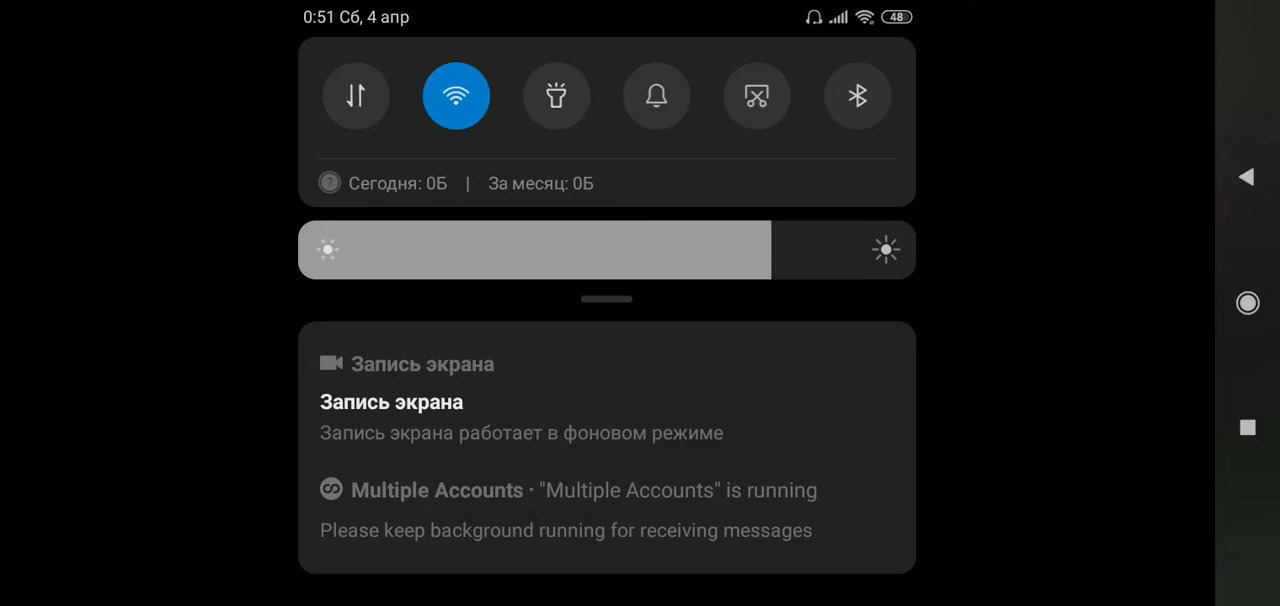 0:51 Сб, 4 апр
48
Сегодня: 0Б | За месяц: 0Б
Запись экрана
Запись экрана
Запись экрана работает в фоновом режиме
Multiple Accounts · "Multiple Accounts" is running
Please keep background running for receiving messages